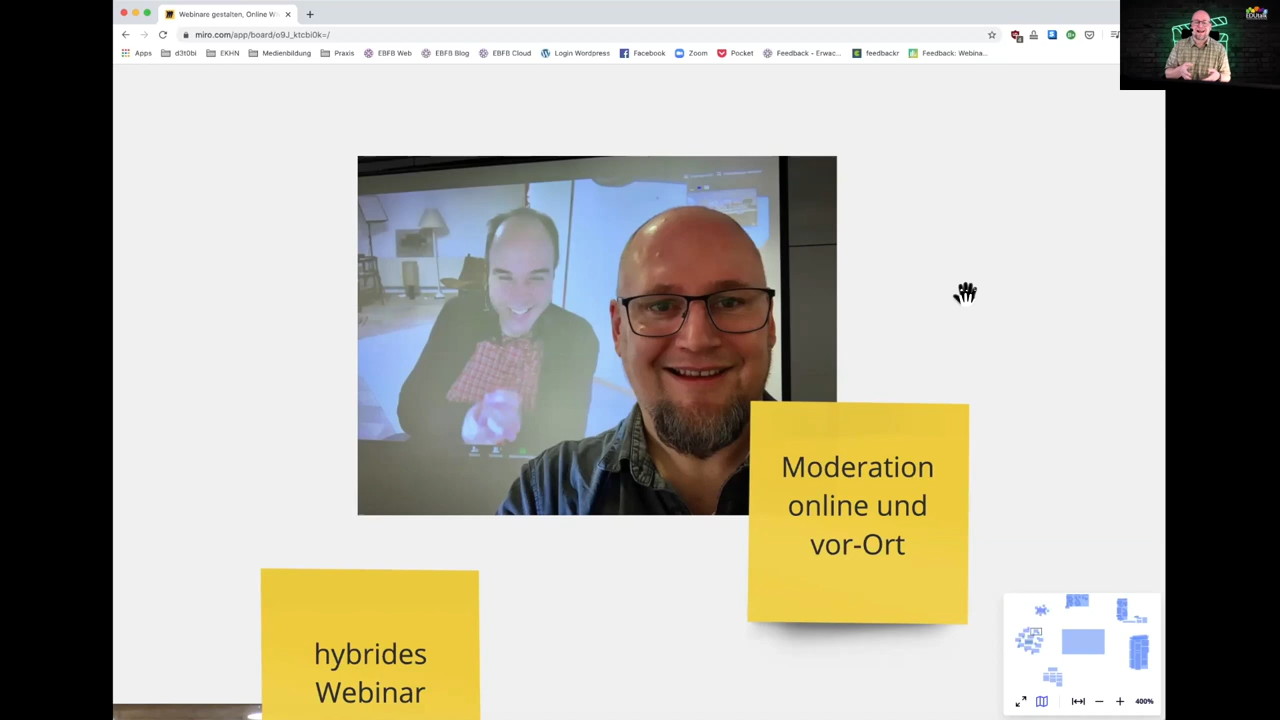 Webinare gestalten, Online W
miro.com/app/board/o9J_ktcbi0k=/
Apps
d3t0bi
EKHN
Medienbildung
Praxis
EBFB Web
EBFB Blog
EBFB Cloud
Login Wordpress
Facebook
Zoom
Pocket
Feedback - Erwac...
feedbackr
Feedback: Webina...
Moderation
online und
vor-Ort
hybrides
Webinar
400%